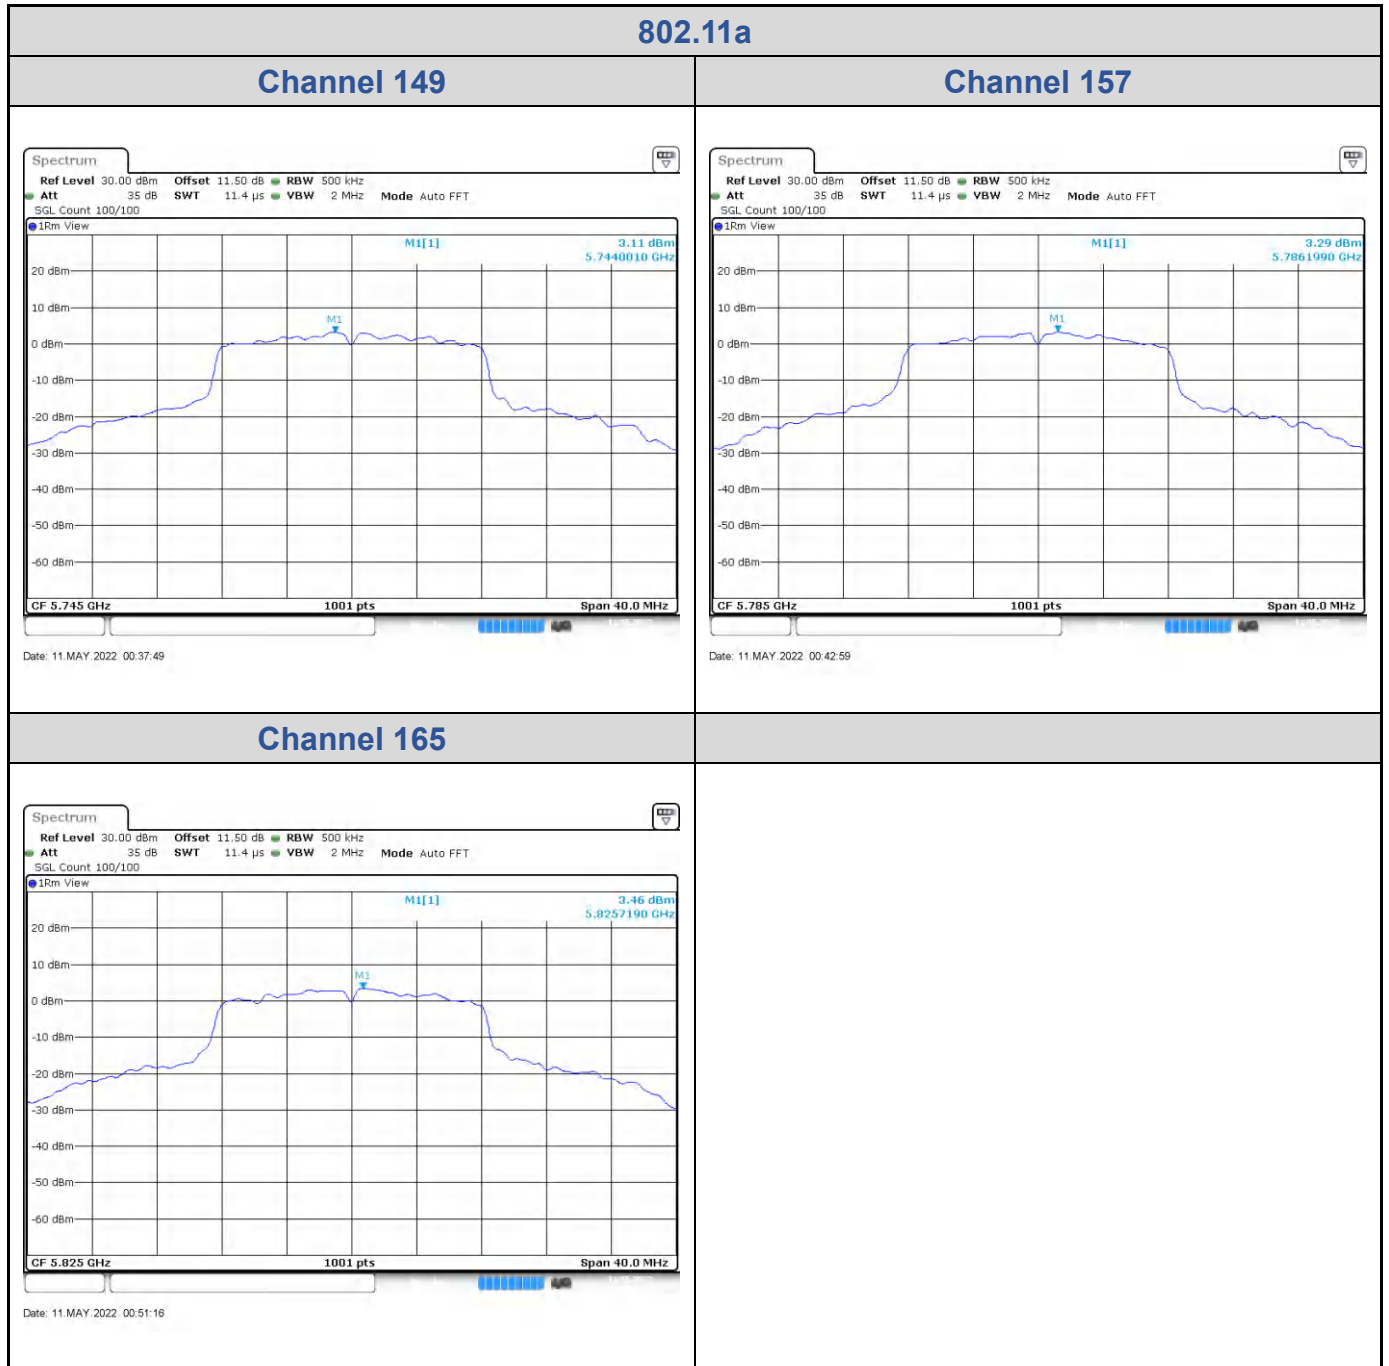 802.11a
Channel 149 Channel 157
Spectrum
Ref Level 30.00 dBm Offset 11.50 dB RBW 500 kHz
Att 35 dB SWT 11.4 µs VBW 2 MHz Mode Auto FFT
SGL Count 100/100
1Rm View
M1[1] 3.11 dBm
5.7440010 GHz
20 dBm
10 dBm
M1
0 dBm
-10 dBm
-20 dBm
-30 dBm
-40 dBm
-50 dBm
-60 dBm
CF 5.745 GHz 1001 pts Span 40.0 MHz
Date: 11.MAY.2022 00:37:49
Spectrum
Ref Level 30.00 dBm Offset 11.50 dB RBW 500 kHz
Att 35 dB SWT 11.4 µs VBW 2 MHz Mode Auto FFT
SGL Count 100/100
1Rm View
M1[1] 3.29 dBm
5.7861990 GHz
20 dBm
10 dBm
M1
0 dBm
-10 dBm
-20 dBm
-30 dBm
-40 dBm
-50 dBm
-60 dBm
CF 5.785 GHz 1001 pts Span 40.0 MHz
Date: 11.MAY.2022 00:42:59
Channel 165
Spectrum
Ref Level 30.00 dBm Offset 11.50 dB RBW 500 kHz
Att 35 dB SWT 11.4 µs VBW 2 MHz Mode Auto FFT
SGL Count 100/100
1Rm View
M1[1] 3.46 dBm
5.8257190 GHz
20 dBm
10 dBm
M1
0 dBm
-10 dBm
-20 dBm
-30 dBm
-40 dBm
-50 dBm
-60 dBm
CF 5.825 GHz 1001 pts Span 40.0 MHz
Date: 11.MAY.2022 00:51:16